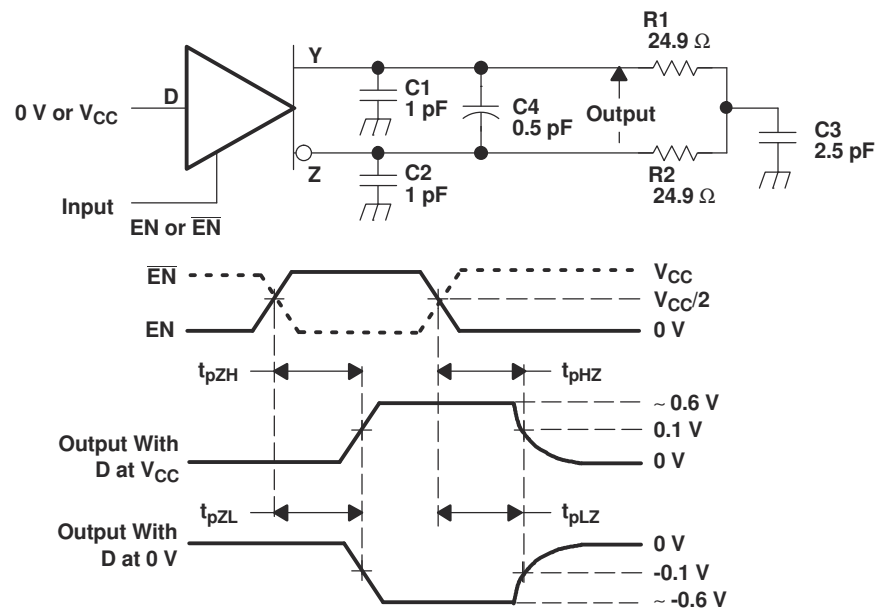 R1
24.9 Ω
Y
D
C1
1 pF
C4
0.5 pF
Output
0 V or VCC
C3
2.5 pF
Z
C2
1 pF
R2
24.9 Ω
Input
EN or E̅N̅
E̅N̅
VCC
VCC/2
EN
0 V
tpZH
tpHZ
~ 0.6 V
0.1 V
Output With
D at VCC
0 V
tpZL
tpLZ
Output With
D at 0 V
0 V
-0.1 V
~ -0.6 V